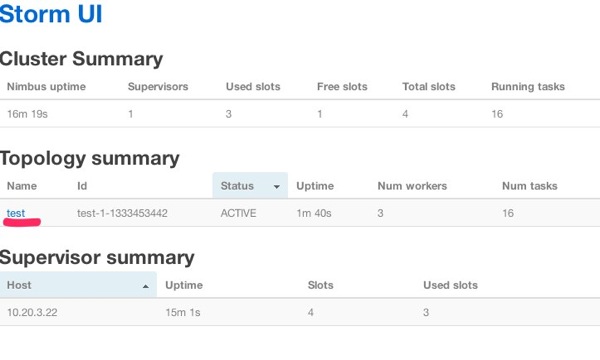 Storm UI
Cluster Summary
Nimbus uptime Supervisors Used slots Free slots Total slots Running tasks
16m 19s 1 3 1 4 16
Topology summary
Name Id Status Uptime Num workers Num tasks
test test-1-1333453442 ACTIVE 1m 40s 3 16
Supervisor summary
Host Uptime Slots Used slots
10.20.3.22 15m 1s 4 3